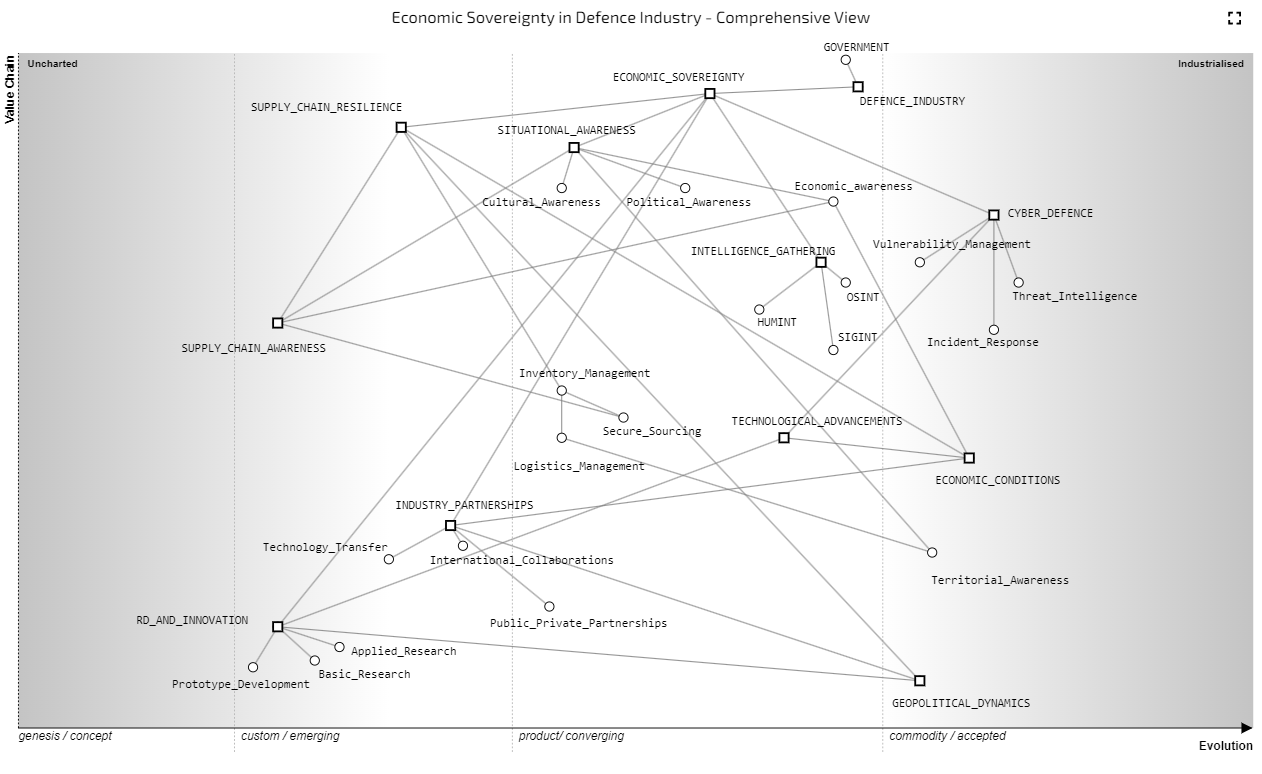 Economic Sovereignty in Defence Industry - Comprehensive View
GOVERNMENT
Value Chain
Uncharted
Industrialised
ECONOMIC_SOVEREIGNTY
DEFENCE_INDUSTRY
SUPPLY_CHAIN_RESILIENCE
SITUATIONAL_AWARENESS
Economic_awareness
Cultural_Awareness
Political_Awareness
CYBER_DEFENCE
Vulnerability_Management
INTELLIGENCE_GATHERING
OSINT
Threat_Intelligence
HUMINT
SIGINT
Incident_Response
SUPPLY_CHAIN_AWARENESS
Inventory_Management
TECHNOLOGICAL_ADVANCEMENTS
Secure_Sourcing
Logistics_Management
ECONOMIC_CONDITIONS
INDUSTRY_PARTNERSHIPS
Technology_Transfer
International_Collaborations
Territorial_Awareness
RD_AND_INNOVATION
Public_Private_Partnerships
Applied_Research
Basic_Research
Prototype_Development
GEOPOLITICAL_DYNAMICS
genesis / concept
custom / emerging
product/ converging
commodity / accepted
Evolution